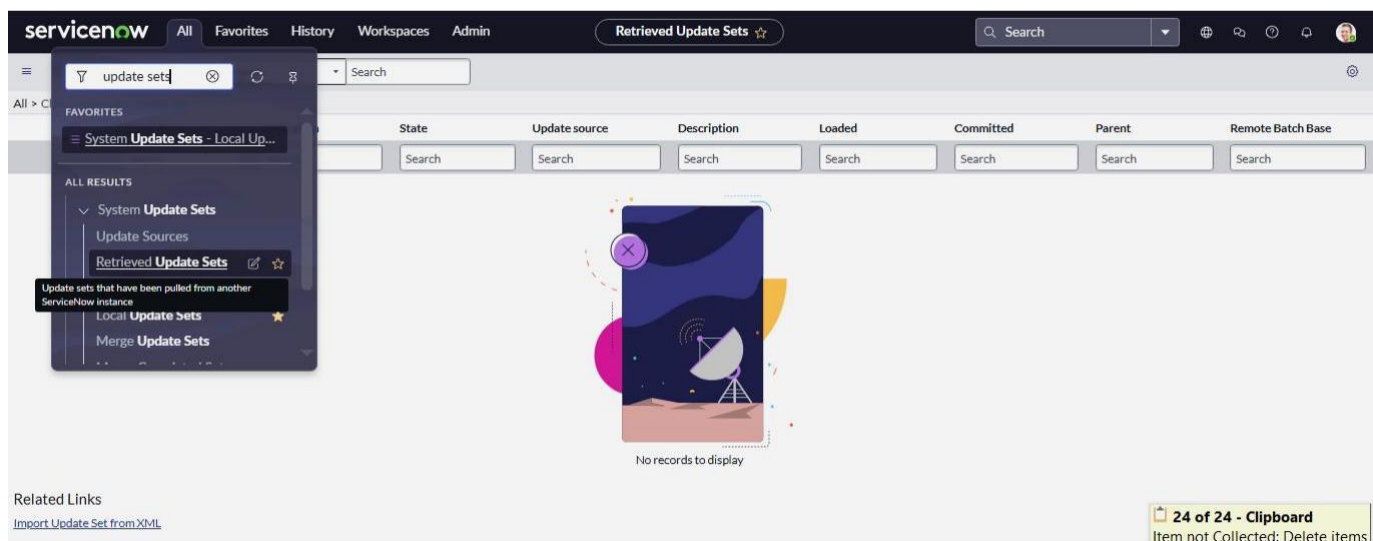 servicenow All Favorites History Workspaces Admin Retrieved Update Sets Search
update sets Search
All > Cl
FAVORITES
System Update Sets - Local Up...
State Update source Description Loaded Committed Parent Remote Batch Base
Search Search Search Search Search Search Search
ALL RESULTS
System Update Sets
Update Sources
Retrieved Update Sets
Update sets that have been pulled from another
ServiceNow instance
Local Update Sets
Merge Update Sets
No records to display
Related Links
Import Update Set from XML
24 of 24 - Clipboard
Item not Collected: Delete items